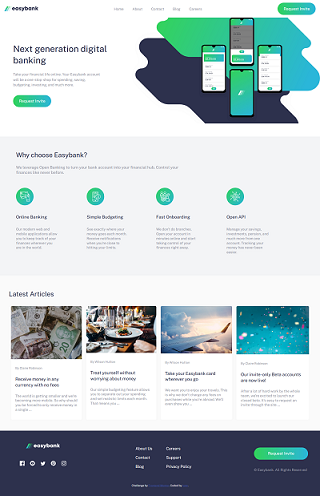 easybank
Home About Contact Blog Careers
Request Invite
Next generation digital
banking
Take your financial life online. Your Easybank account
will be a one-stop-shop for spending, saving,
budgeting, investing, and much more.
Request Invite
Why choose Easybank?
We leverage Open Banking to turn your bank account into your financial hub. Control your
finances like never before.
Online Banking
Our modern web and
mobile applications allow
you to keep track of your
finances wherever you
are in the world.
Simple Budgeting
See exactly where your
money goes each month.
Receive notifications
when you're close to
hitting your limits.
Fast Onboarding
We don't do branches.
Open your account in
minutes online and start
taking control of your
finances right away.
Open API
Manage your savings,
investments, pension, and
much more from one
account. Tracking your
money has never been
easier.
Latest Articles
Receive money in any
currency with no fees
The world is getting smaller and we're
becoming more mobile. So why should
you be forced to only receive money in
a single …
Treat yourself without
worrying about money
Our simple budgeting feature allows
you to separate out your spending
and set realistic limits each month.
That means you …
Take your Easybank card
wherever you go
We want you to enjoy your travels. This
is why we don't charge any fees on
purchases while you're abroad. We'll
even show you …
Our invite-only Beta accounts
are now live!
After a lot of hard work by the whole
team, we're excited to launch our
closed beta. It's easy to request an
invite through the site ...
easybank
About Us
Contact
Blog
Careers
Support
Privacy Policy
Request Invite
© Easybank. All Rights Reserved
Challenge by
Coded by